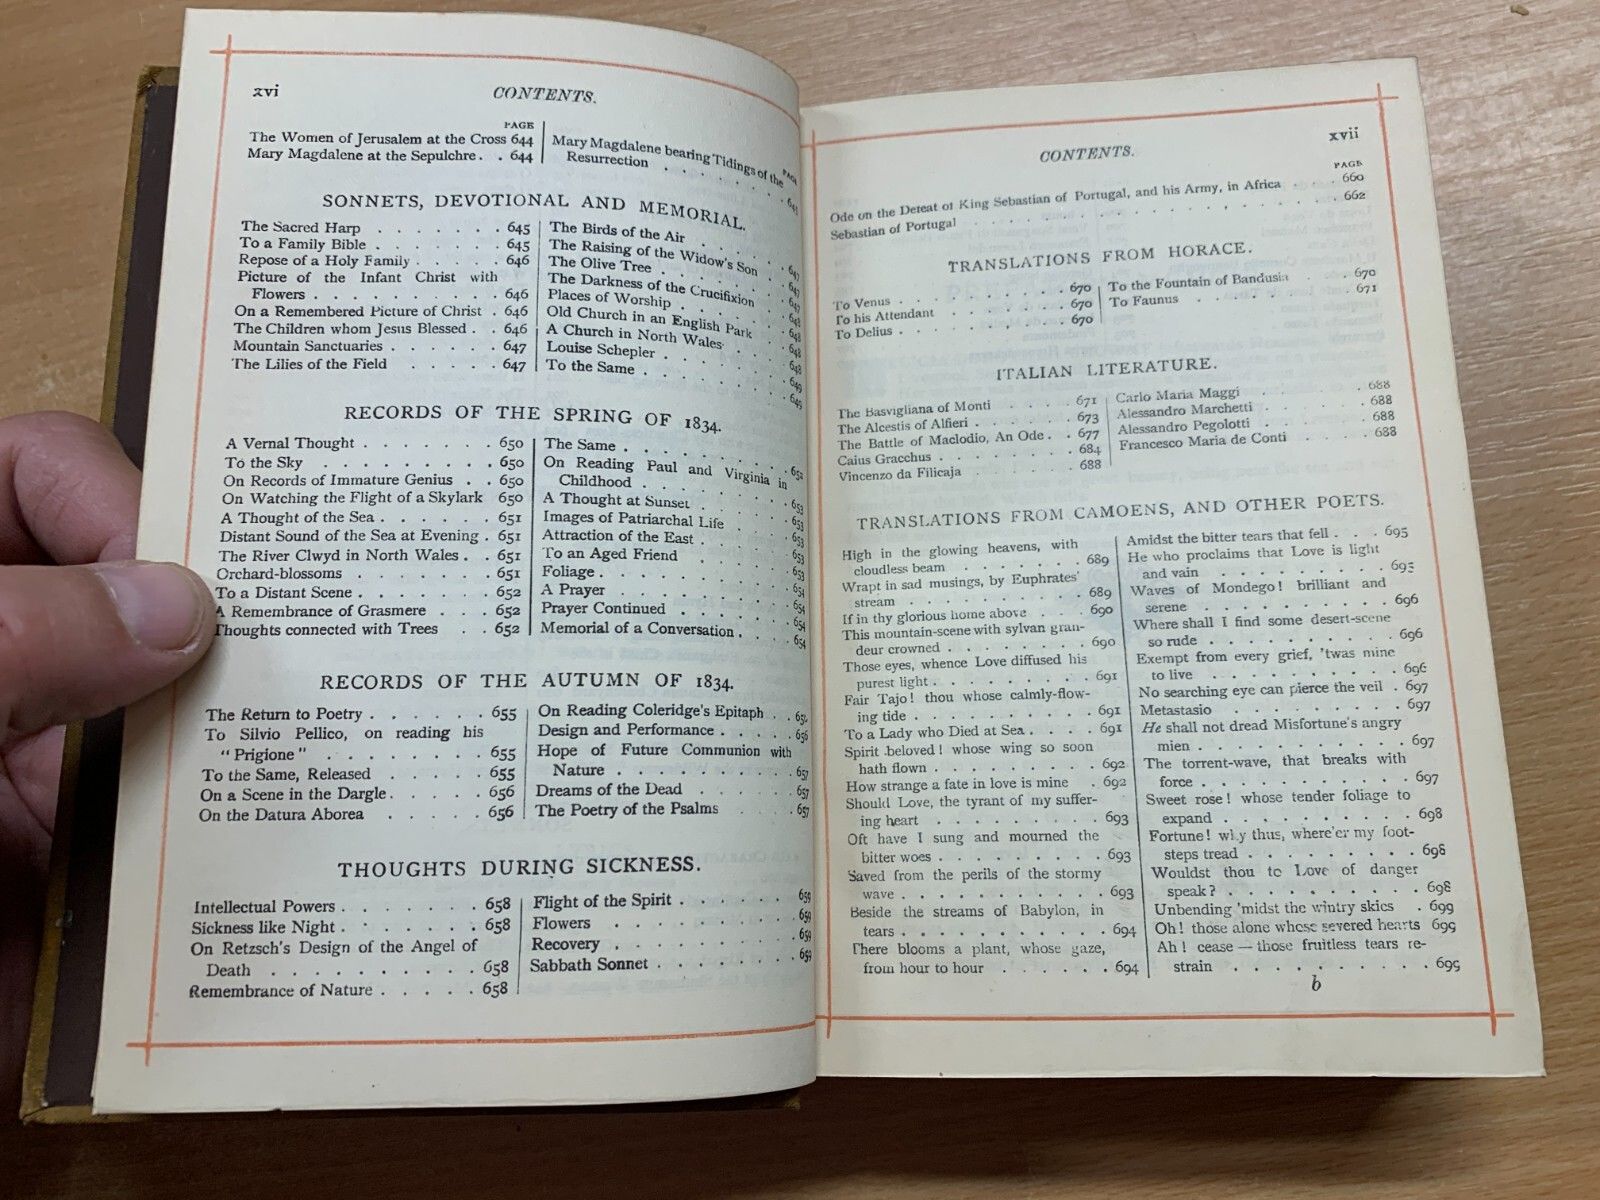 xvi
CONTENTS.
PAGE
The Women of Jerusalem at the Cross 644
Mary Magdalene at the Sepulchre . . 644
PAGE
Mary Magdalene bearing Tidings of the
Resurrection . . . . . . .
SONNETS, DEVOTIONAL AND MEMORIAL.
The Sacred Harp . . . . . . . 645
To a Family Bible . . . . . . . 645
Repose of a Holy Family . . . . . 646
Picture of the Infant Christ with
Flowers . . . . . . . . . . 646
On a Remembered Picture of Christ . 646
The Children whom Jesus Blessed . . 646
Mountain Sanctuaries . . . . . . 647
The Lilies of the Field . . . . . 647
The Birds of the Air . . . . . 647
The Raising of the Widow's Son . 647
The Olive Tree . . . . . . . 647
The Darkness of the Crucifixion 648
Places of Worship . . . . . . 648
Old Church in an English Park . 648
A Church in North Wales . . . 648
Louise Schepler . . . . . . 649
To the Same . . . . . . . 649
RECORDS OF THE SPRING OF 1834.
A Vernal Thought . . . . . . . 650
To the Sky . . . . . . . . . 650
On Records of Immature Genius . . 650
On Watching the Flight of a Skylark 650
A Thought of the Sea . . . . . . 651
Distant Sound of the Sea at Evening . 651
The River Clwyd in North Wales . . 651
Orchard-blossoms . . . . . . . 651
To a Distant Scene . . . . . . . 652
A Remembrance of Grasmere . . . 652
Thoughts connected with Trees . . 652
The Same . . . . . . . . . 652
On Reading Paul and Virginia in
Childhood . . . . . . . . 653
A Thought at Sunset . . . . . 653
Images of Patriarchal Life . . . 653
Attraction of the East . . . . . 653
To an Aged Friend . . . . . 653
Foliage . . . . . . . . . 654
A Prayer . . . . . . . . 654
Prayer Continued . . . . . . 654
Memorial of a Conversation . . . 654
RECORDS OF THE AUTUMN OF 1834.
The Return to Poetry . . . . . . 655
To Silvio Pellico, on reading his
"Prigione" . . . . . . . . 655
To the Same, Released . . . . . 655
On a Scene in the Dargle . . . . . 656
On the Datura Aborea . . . . . 656
On Reading Coleridge's Epitaph . . 656
Design and Performance . . . . . 656
Hope of Future Communion with
Nature . . . . . . . . . . 657
Dreams of the Dead . . . . . . 657
The Poetry of the Psalms . . . . 657
THOUGHTS DURING SICKNESS.
Intellectual Powers . . . . . . . 658
Sickness like Night . . . . . . . 658
On Retzsch's Design of the Angel of
Death . . . . . . . . . . 658
Remembrance of Nature . . . . . 658
Flight of the Spirit . . . . . . 659
Flowers . . . . . . . . . 659
Recovery . . . . . . . . . 659
Sabbath Sonnet . . . . . . . 659
xvii
CONTENTS.
PAGE
Ode on the Defeat of King Sebastian of Portugal, and his Army, in Africa . . . 660
Sebastian of Portugal . . . . . . . . . . . . . . . 662
TRANSLATIONS FROM HORACE.
To Venus . . . . . . . . . 670
To his Attendant . . . . . . . 670
To Delius . . . . . . . . . 670
To the Fountain of Bandusia . 670
To Faunus . . . . . . . . 671
ITALIAN LITERATURE.
The Basvigliana of Monti . . . . 671
The Alcestis of Alfieri . . . . . . 673
The Battle of Maclodio, An Ode . . 677
Caius Gracchus . . . . . . . . 684
Vincenzo da Filicaja . . . . . . 688
Carlo Maria Maggi . . . . . . 688
Alessandro Marchetti . . . . . . 688
Alessandro Pegolotti . . . . . . 688
Francesco Maria de Conti . . . . 688
TRANSLATIONS FROM CAMOENS, AND OTHER POETS.
High in the glowing heavens, with
cloudless beam . . . . . . . 689
Wrapt in sad musings, by Euphrates'
stream . . . . . . . . . . 689
If in thy glorious home above . . . 690
This mountain-scene with sylvan gran-
deur crowned . . . . . . . . 690
Those eyes, whence Love diffused his
purest light . . . . . . . . . 691
Fair Tajo! thou whose calmly-flow-
ing tide . . . . . . . . . . 691
To a Lady who Died at Sea . . . . 691
Spirit beloved! whose wing so soon
hath flown . . . . . . . . . 692
How strange a fate in love is mine . 692
Should Love, the tyrant of my suffer-
ing heart . . . . . . . . . 693
Oft have I sung and mourned the
bitter woes . . . . . . . . . 693
Saved from the perils of the stormy
wave . . . . . . . . . . . 693
Beside the streams of Babylon, in
tears . . . . . . . . . . . 694
There blooms a plant, whose gaze,
from hour to hour . . . . . . 694
Amidst the bitter tears that fell . . . 695
He who proclaims that Love is light
and vain . . . . . . . . . 695
Waves of Mondego! brilliant and
serene . . . . . . . . . . 696
Where shall I find some desert-scene
so rude . . . . . . . . . . 696
Exempt from every grief, 'twas mine
to live . . . . . . . . . . 696
No searching eye can pierce the veil . 697
Metastasio . . . . . . . . . 697
He shall not dread Misfortune's angry
mien . . . . . . . . . . . 697
The torrent-wave, that breaks with
force . . . . . . . . . . . 697
Sweet rose! whose tender foliage to
expand . . . . . . . . . . 698
Fortune! why thus, where'er my foot-
steps tread . . . . . . . . . 698
Wouldst thou to Love of danger
speak? . . . . . . . . . . 698
Unbending 'midst the wintry skies . 699
Oh! those alone whose severed hearts 699
Ah! cease — those fruitless tears re-
strain . . . . . . . . . . 699
b